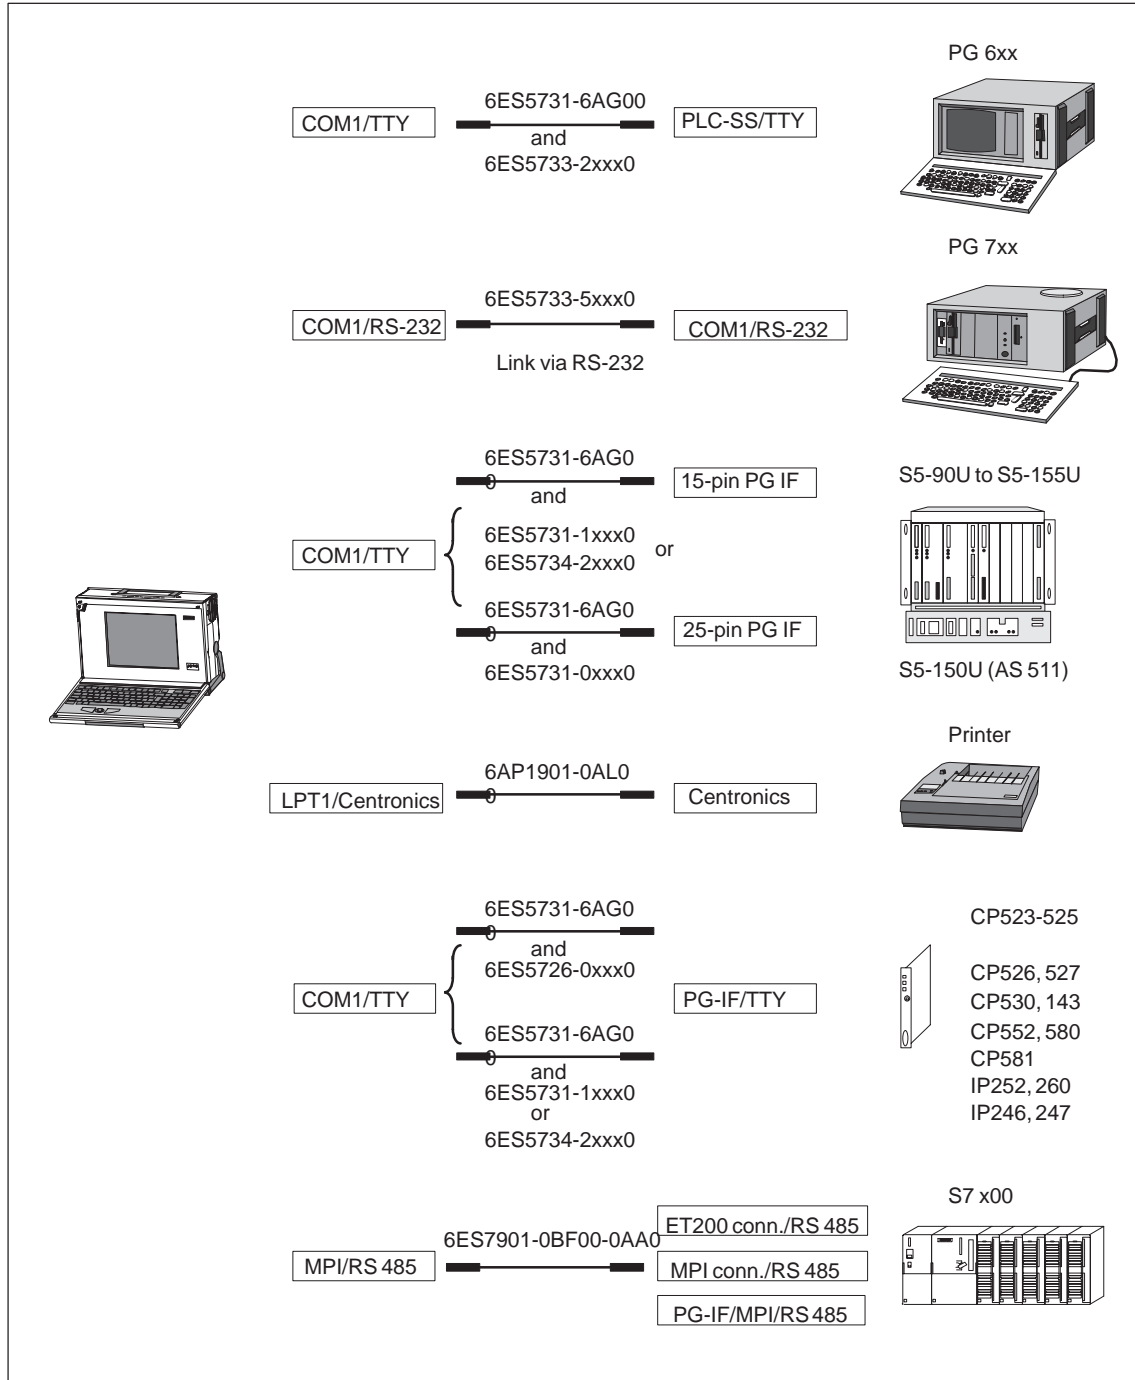 PG 6xx
6ES5731-6AG00
COM1/TTY
PLC-SS/TTY
and
6ES5733-2xxx0
PG 7xx
6ES5733-5xxx0
COM1/RS-232
COM1/RS-232
Link via RS-232
6ES5731-6AG0
15-pin PG IF
S5-90U to S5-155U
and
6ES5731-1xxx0
or
COM1/TTY
6ES5734-2xxx0
6ES5731-6AG0
25-pin PG IF
and
6ES5731-0xxx0
S5-150U (AS 511)
Printer
6AP1901-0AL0
LPT1/Centronics
Centronics
6ES5731-6AG0
CP523-525
and
6ES5726-0xxx0
CP526, 527
COM1/TTY
PG-IF/TTY
CP530, 143
6ES5731-6AG0
CP552, 580
CP581
and
6ES5731-1xxx0
IP252, 260
or
IP246, 247
6ES5734-2xxx0
S7 x00
ET200 conn./RS 485
6ES7901-0BF00-0AA0
MPI/RS 485
MPI conn./RS 485
PG-IF/MPI/RS 485